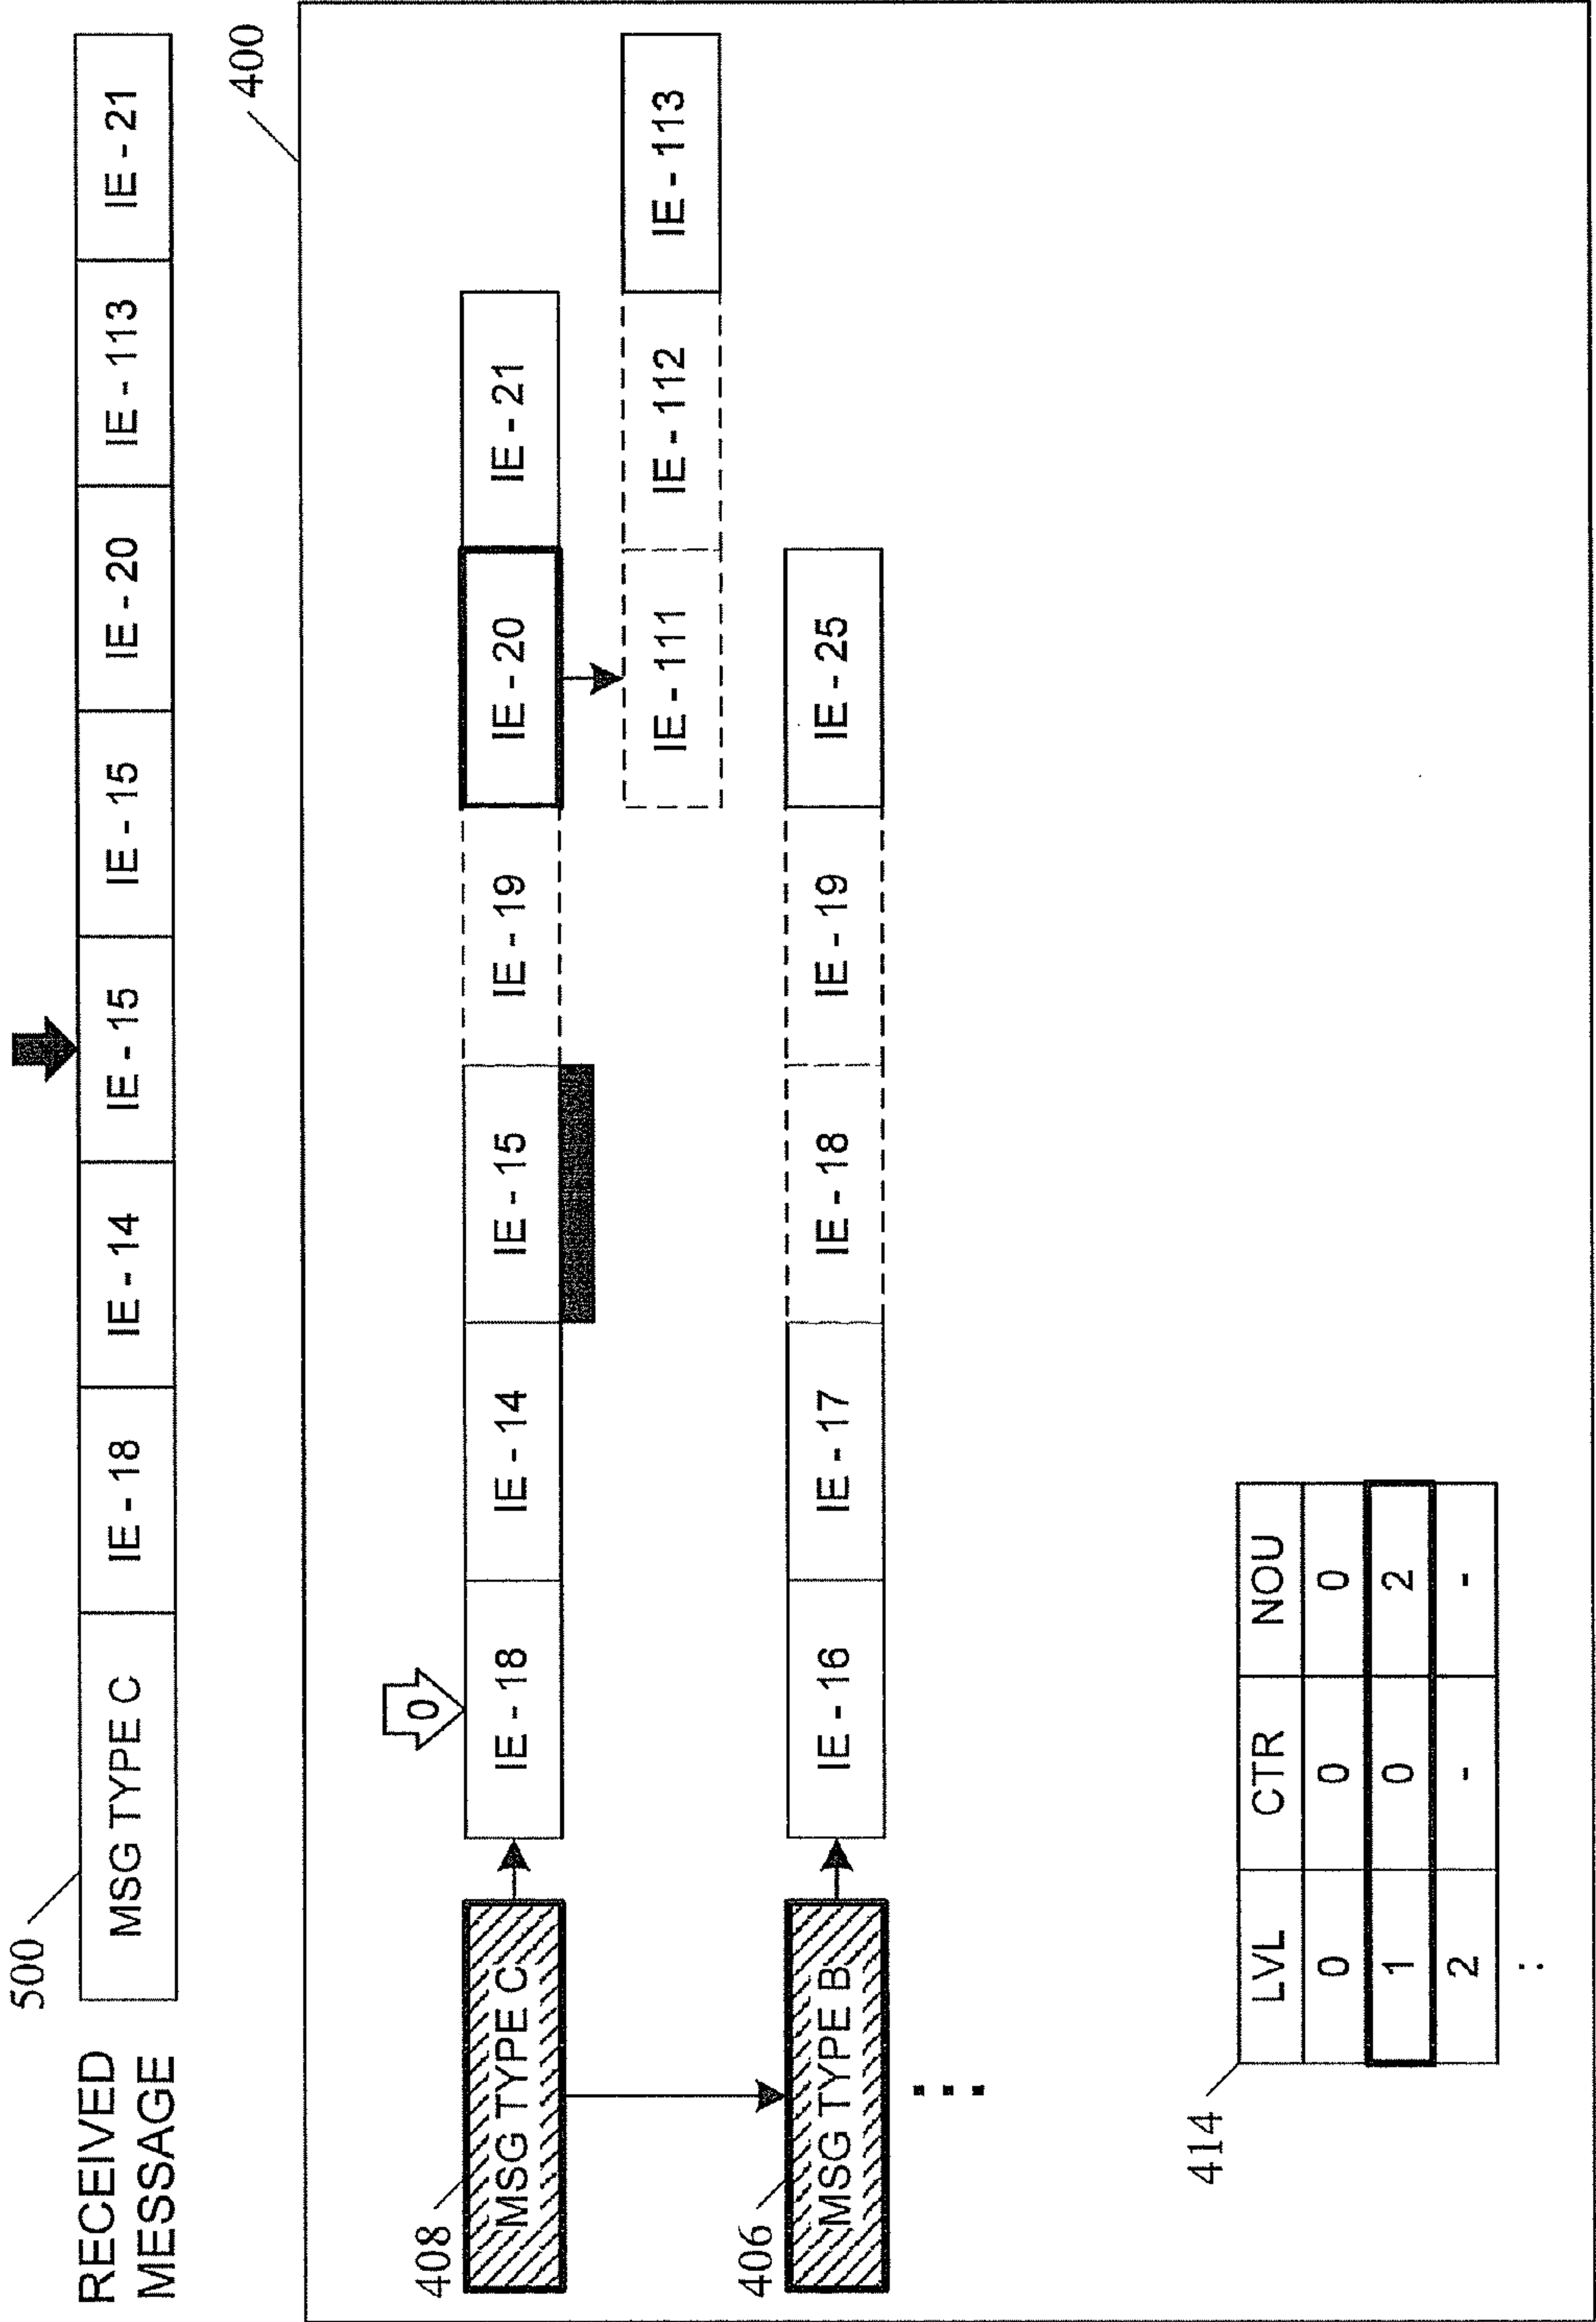 500
RECEIVED
MESSAGE
MSG TYPE C IE - 18 IE - 14 IE - 15 IE - 15 IE - 20 IE - 113 IE - 21
400
0
408
MSG TYPE C IE - 18 IE - 14 IE - 15 IE - 19 IE - 20 IE - 21
IE - 111 IE - 112 IE - 113
406
MSG TYPE B IE - 16 IE - 17 IE - 18 IE - 19 IE - 25
414
LVL CTR NOU
0 0 0
1 0 2
2 - -